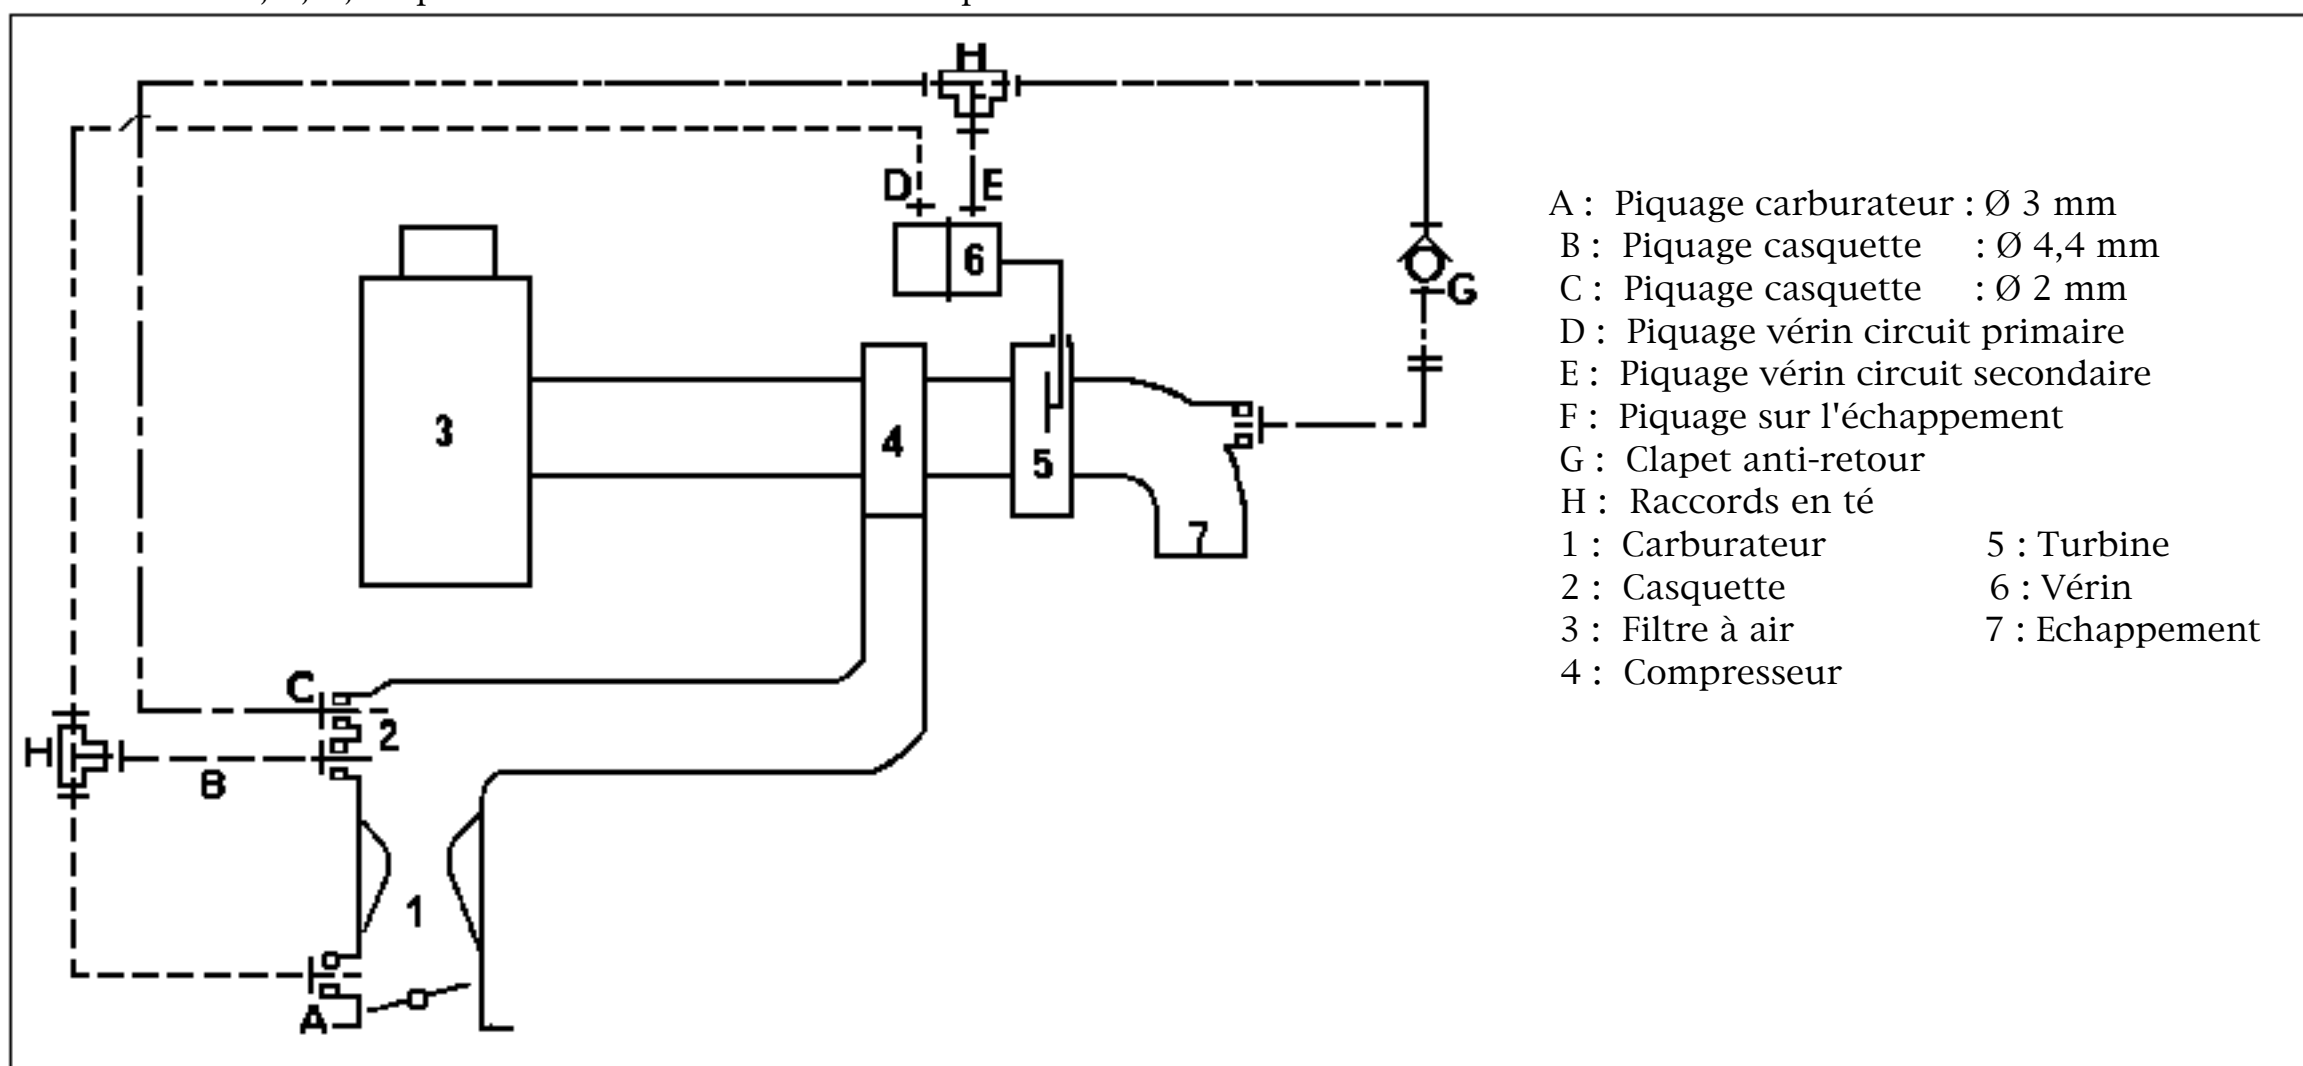 H
D
E
6
G
3
4
5
7
C
2
H
B
1
A
A : Piquage carburateur : Ø 3 mm
B : Piquage casquette : Ø 4,4 mm
C : Piquage casquette : Ø 2 mm
D : Piquage vérin circuit primaire
E : Piquage vérin circuit secondaire
F : Piquage sur l'échappement
G : Clapet anti-retour
H : Raccords en té
1 : Carburateur 5 : Turbine
2 : Casquette 6 : Vérin
3 : Filtre à air 7 : Echappement
4 : Compresseur